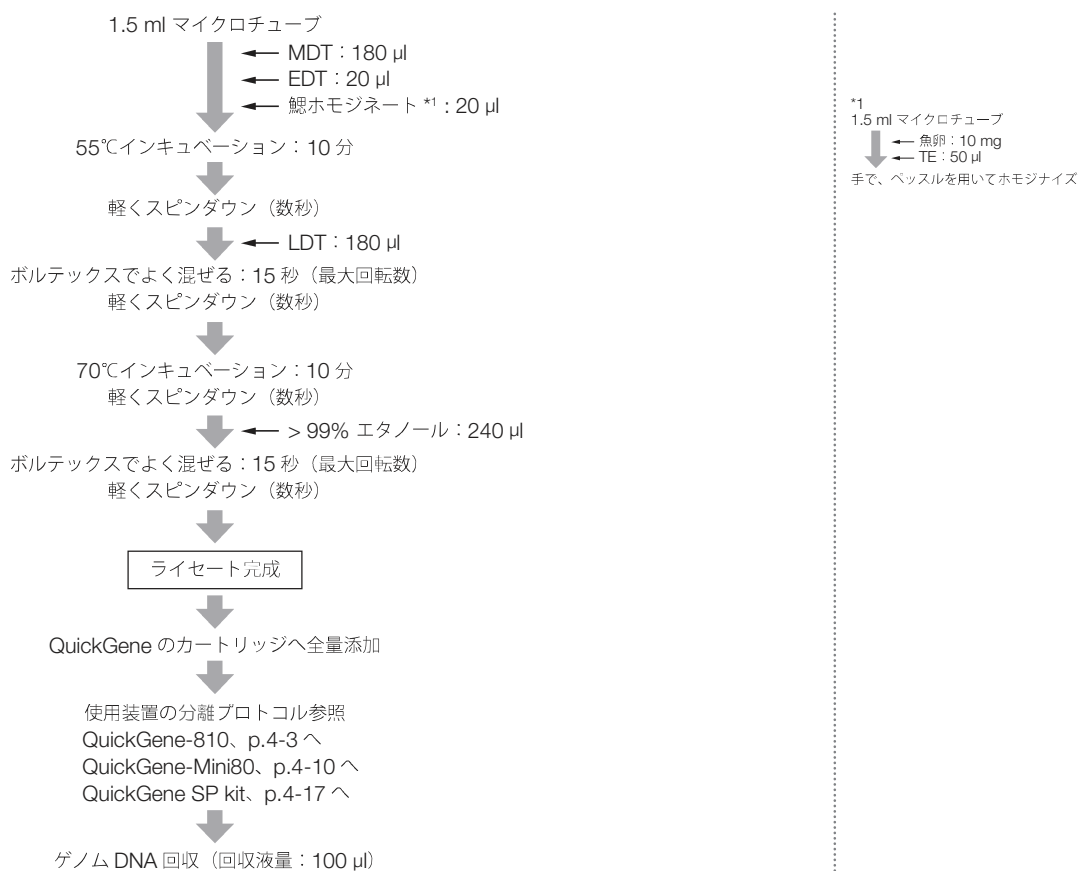 1.5 ml マイクロチューブ
MDT：180 µl
EDT：20 µl
鰓ホモジネート *1 : 20 µl
55℃インキュベーション：10 分
軽くスピンダウン（数秒）
LDT：180 µl
ボルテックスでよく混ぜる：15 秒（最大回転数）
軽くスピンダウン（数秒）
70℃インキュベーション：10 分
軽くスピンダウン（数秒）
> 99% エタノール：240 µl
ボルテックスでよく混ぜる：15 秒（最大回転数）
軽くスピンダウン（数秒）
ライセート完成
QuickGene のカートリッジへ全量添加
使用装置の分離プロトコル参照
QuickGene-810、p.4-3 へ
QuickGene-Mini80、p.4-10 へ
QuickGene SP kit、p.4-17 へ
ゲノム DNA 回収（回収液量：100 µl）
*1
1.5 ml マイクロチューブ
魚卵：10 mg
TE：50 µl
手で、ペッスルを用いてホモジナイズ